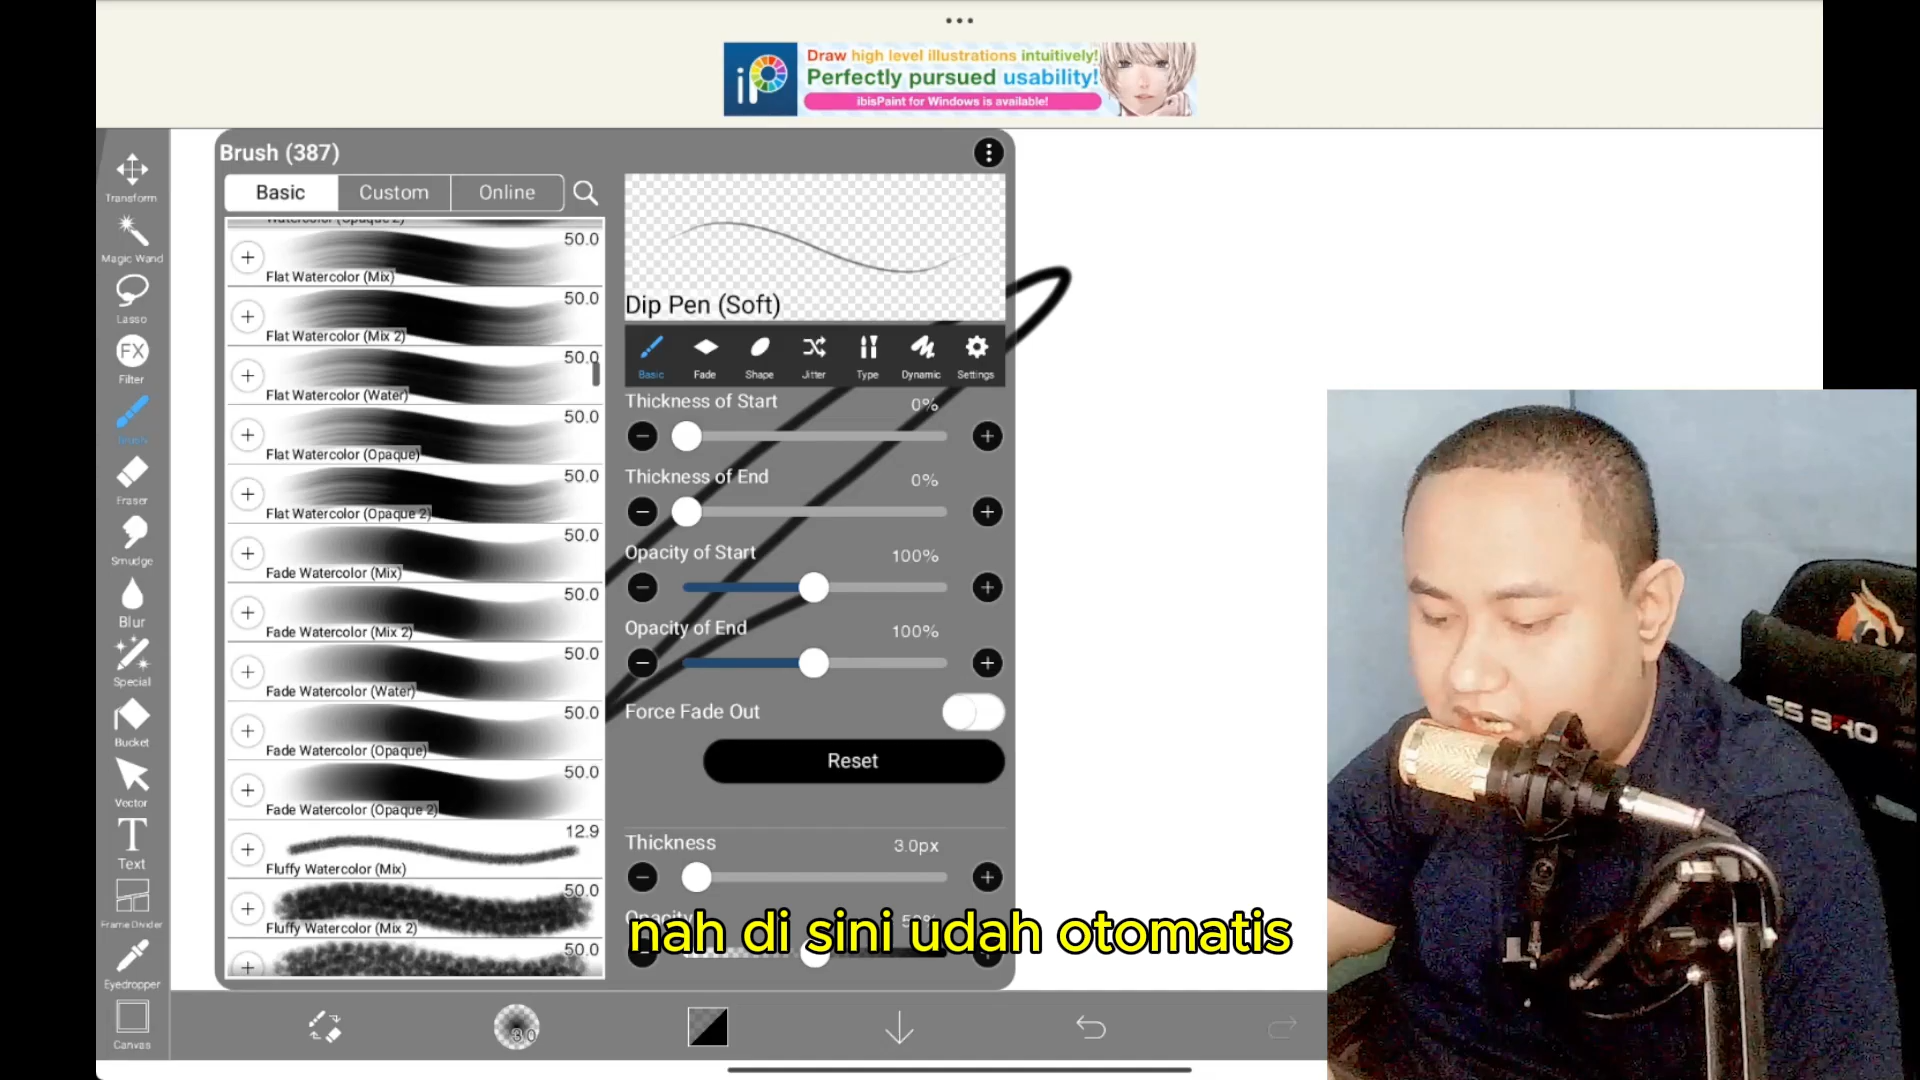 Draw high level illustrations intuitively!
Perfectly pursued usability!
ibisPaint for Windows is available!
Brush (387)
Basic
Custom
Online
Transform
Magic Wand
Lasso
FX
Filter
Brush
Eraser
Smudge
Blur
Special
Bucket
Vector
T
Text
Frame Divider
Eyedropper
Canvas
Watercolor (Opaque 2)
50.0
Flat Watercolor (Mix)
50.0
Flat Watercolor (Mix 2)
50.0
Flat Watercolor (Water)
50.0
Flat Watercolor (Opaque)
50.0
Flat Watercolor (Opaque 2)
50.0
Fade Watercolor (Mix)
50.0
Fade Watercolor (Mix 2)
50.0
Fade Watercolor (Water)
50.0
Fade Watercolor (Opaque)
50.0
Fade Watercolor (Opaque 2)
12.9
Fluffy Watercolor (Mix)
50.0
Fluffy Watercolor (Mix 2)
50.0
Dip Pen (Soft)
Basic
Fade
Shape
Jitter
Type
Dynamic
Settings
Thickness of Start
0%
Thickness of End
0%
Opacity of Start
100%
Opacity of End
100%
Force Fade Out
Reset
Thickness
3.0px
Opacity
nah di sini udah otomatis
3.0